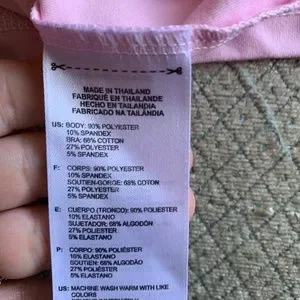 MADE IN THAILAND
FABRIQUÉ EN THAILANDE
HECHO EN TAILANDIA
FABRICADO NA TAILÂNDIA
US: BODY: 90% POLYESTER
10% SPANDEX
BRA: 68% COTTON
27% POLYESTER
5% SPANDEX
F: CORPS: 90% POLYESTER
10% SPANDEX
SOUTIEN-GORGE: 68% COTON
27% POLYESTER
5% SPANDEX
E: CUERPO (TRONCO): 90% POLIÉSTER
10% ELASTANO
SUJETADOR: 68% ALGODÓN
27% POLIÉSTER
5% ELASTANO
P: CORPO: 90% POLIÉSTER
10% ELASTANO
SOUTIEN: 68% ALGODÃO
27% POLIÉSTER
5% ELASTANO
US: MACHINE WASH WARM WITH LIKE
COLORS